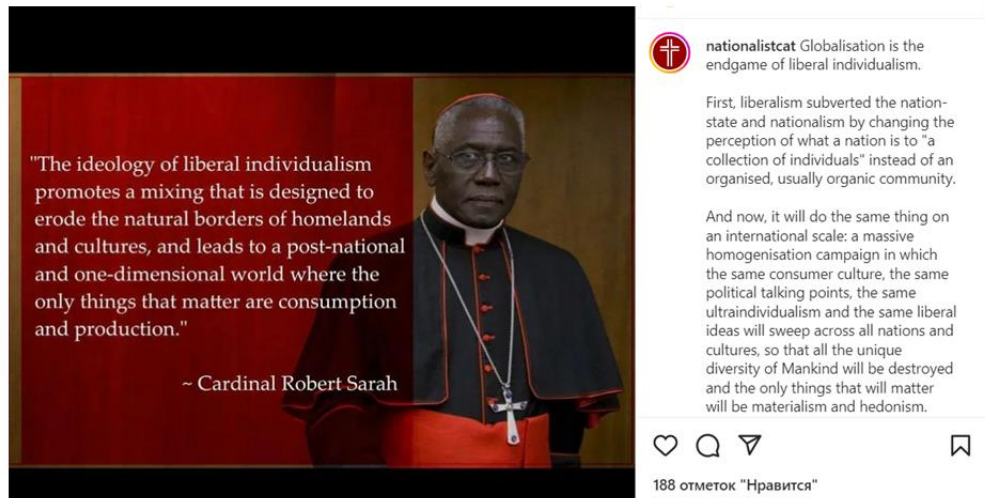 "The ideology of liberal individualism
promotes a mixing that is designed to
erode the natural borders of homelands
and cultures, and leads to a post-national
and one-dimensional world where the
only things that matter are consumption
and production."
~ Cardinal Robert Sarah
nationalistcat Globalisation is the
endgame of liberal individualism.
First, liberalism subverted the nation-
state and nationalism by changing the
perception of what a nation is to "a
collection of individuals" instead of an
organised, usually organic community.
And now, it will do the same thing on
an international scale: a massive
homogenisation campaign in which
the same consumer culture, the same
political talking points, the same
ultraindividualism and the same liberal
ideas will sweep across all nations and
cultures, so that all the unique
diversity of Mankind will be destroyed
and the only things that will matter
will be materialism and hedonism.
188 отметок "Нравится"